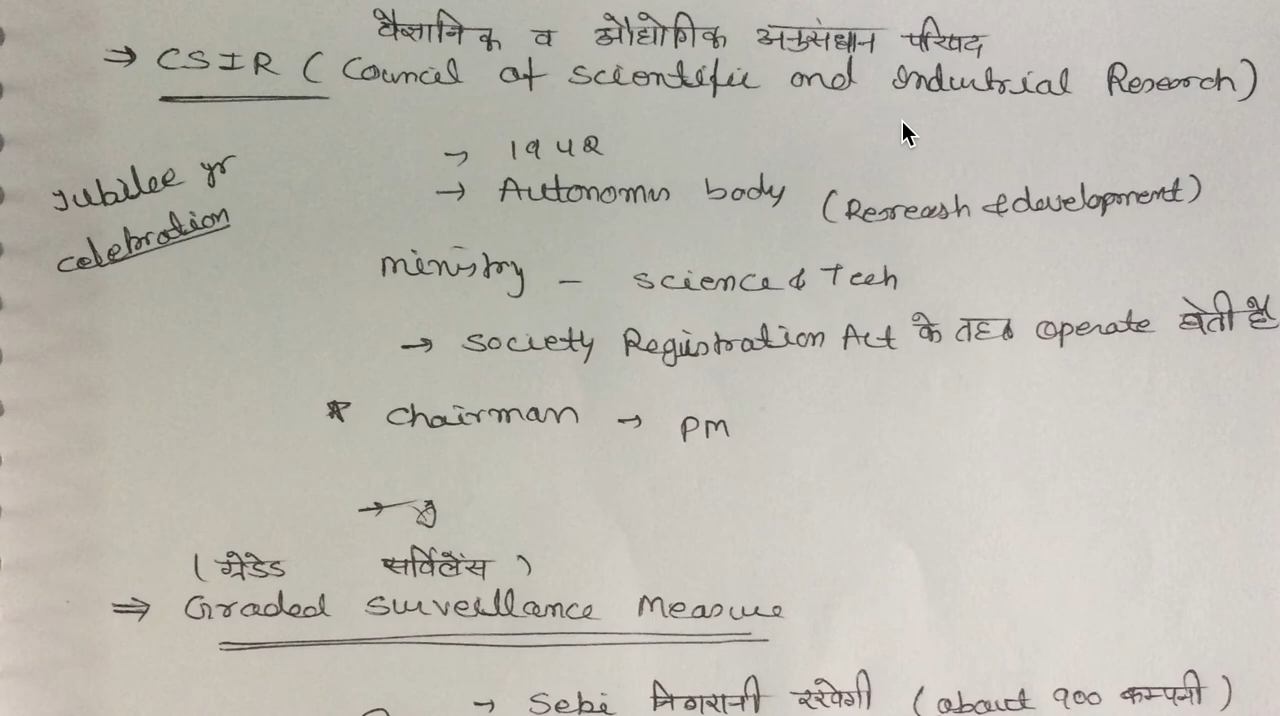 वैज्ञानिक व औद्योगिक अनुसंधान परिषद
→ CSIR ( Council of scientific and Industrial Research )
Jubilee yr
celebration
→ 1942
→ Autonomus body ( Research & development )
ministry – science & Tech
→ society Registration Act के तहत operate होती है
* chairman → PM
→
( ग्रेडेड सर्विलेंस )
⇒ Graded surveillance measure
→ Sebi निगरानी रखेगी ( about 900 कम्पनी )